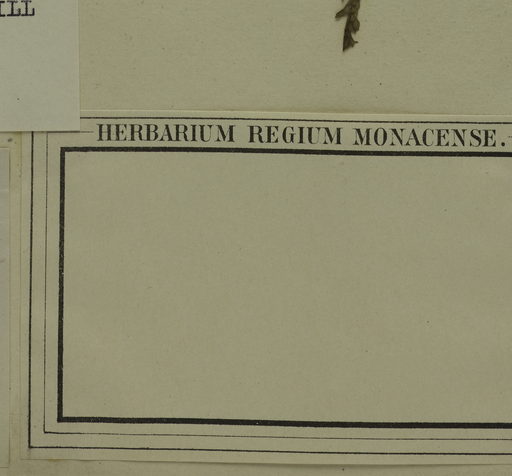 ILL
HERBARIUM REGIUM MONACENSE.